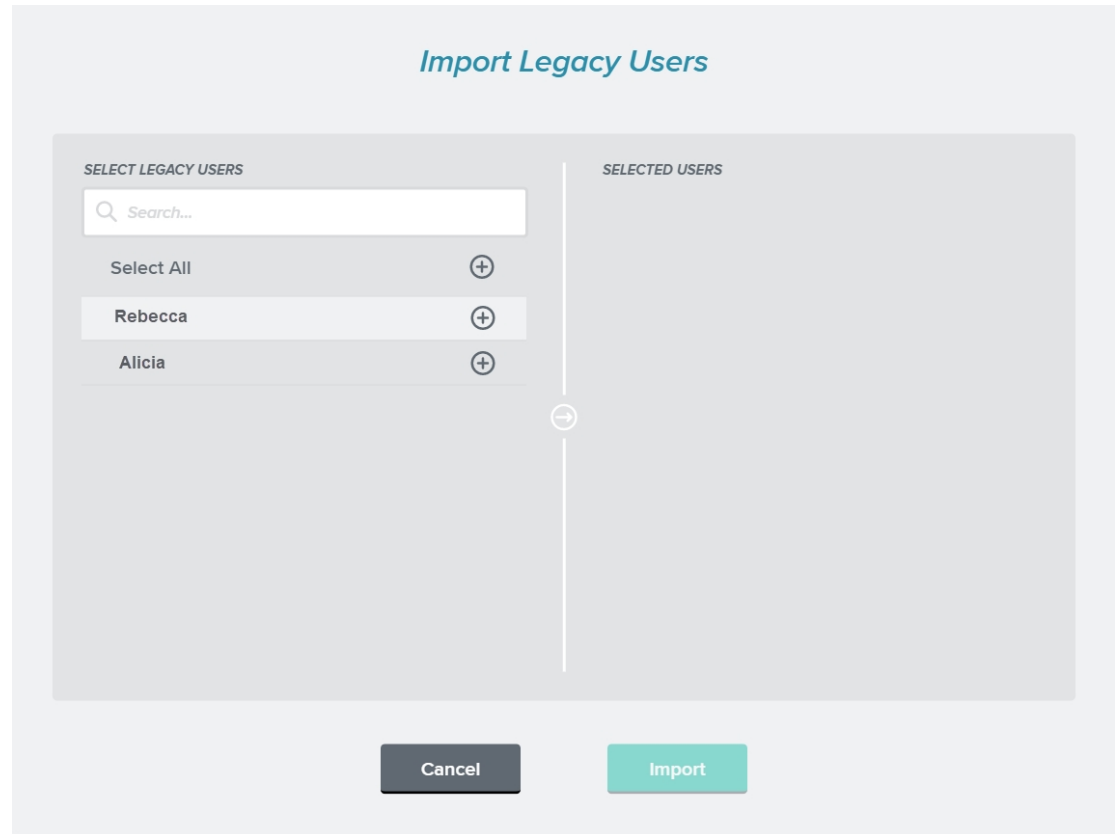 Import Legacy Users
SELECT LEGACY USERS
Search...
Select All
Rebecca
Alicia
SELECTED USERS
Cancel
Import